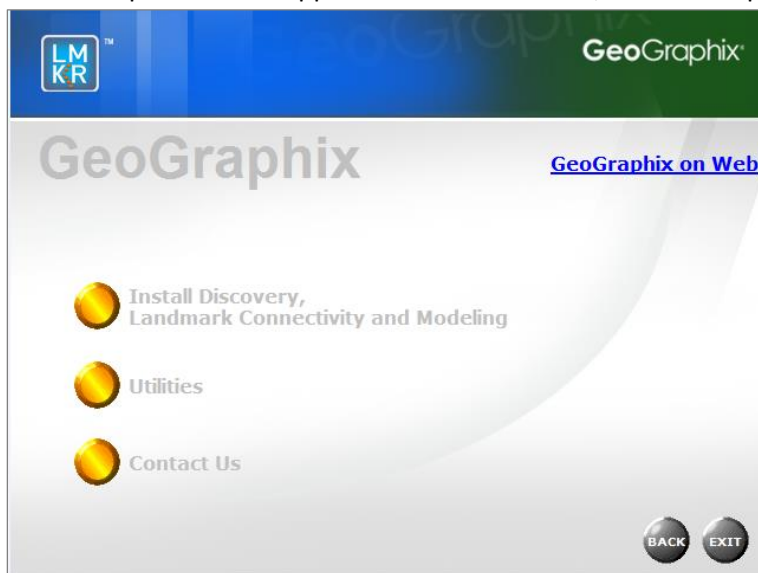 LM
KR
™
GeoGraphix
GeoGraphix
GeoGraphix
GeoGraphix on Web
Install Discovery,
Landmark Connectivity and Modeling
Utilities
Contact Us
BACK
EXIT